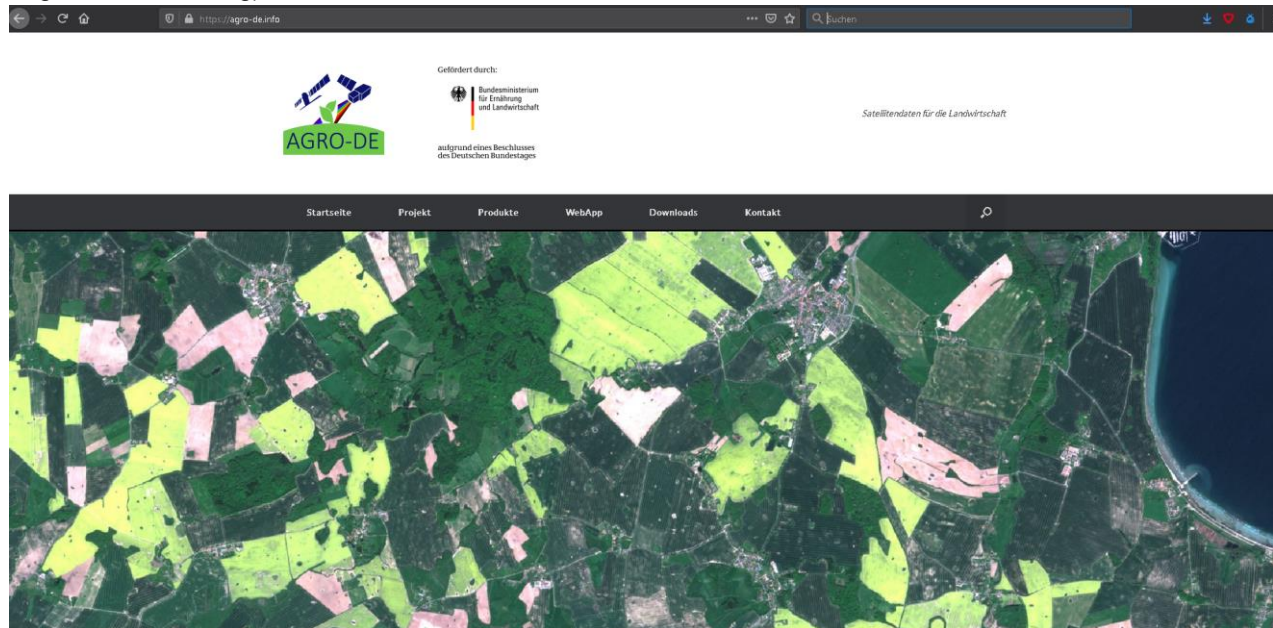 https://agro-de.info
Suchen
Gefördert durch:
Bundesministerium
für Ernährung
und Landwirtschaft
aufgrund eines Beschlusses
des Deutschen Bundestages
AGRO-DE
Satellitendaten für die Landwirtschaft
Startseite Projekt Produkte WebApp Downloads Kontakt